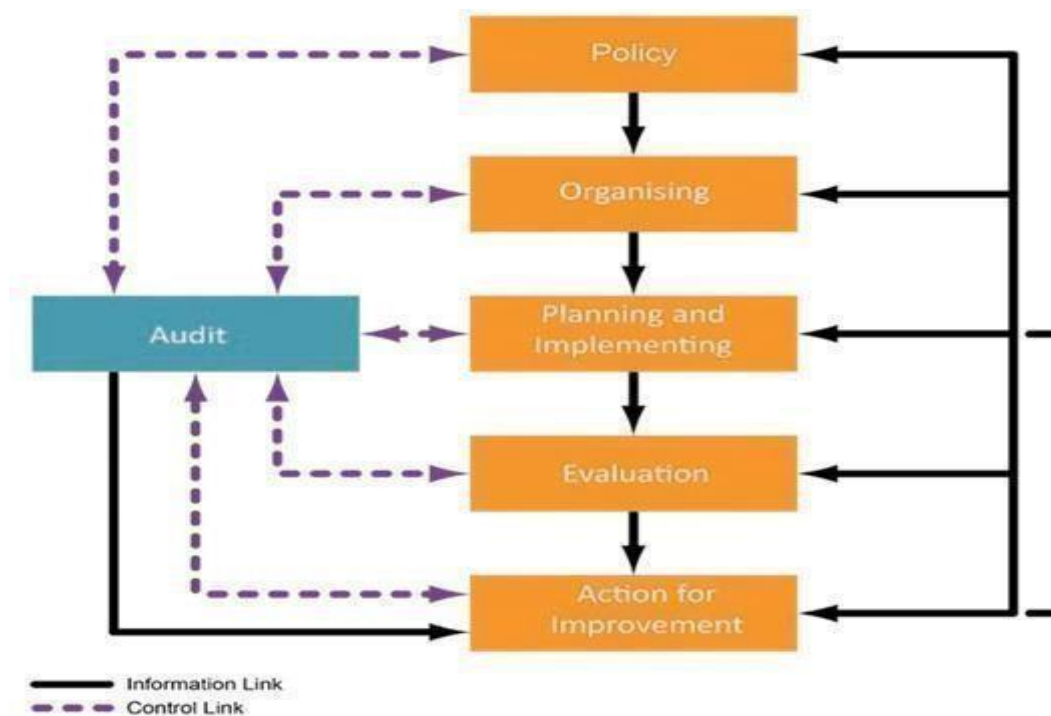 Policy
Organising
Audit
Planning and
Implementing
Evaluation
Action for
Improvement
Information Link
Control Link